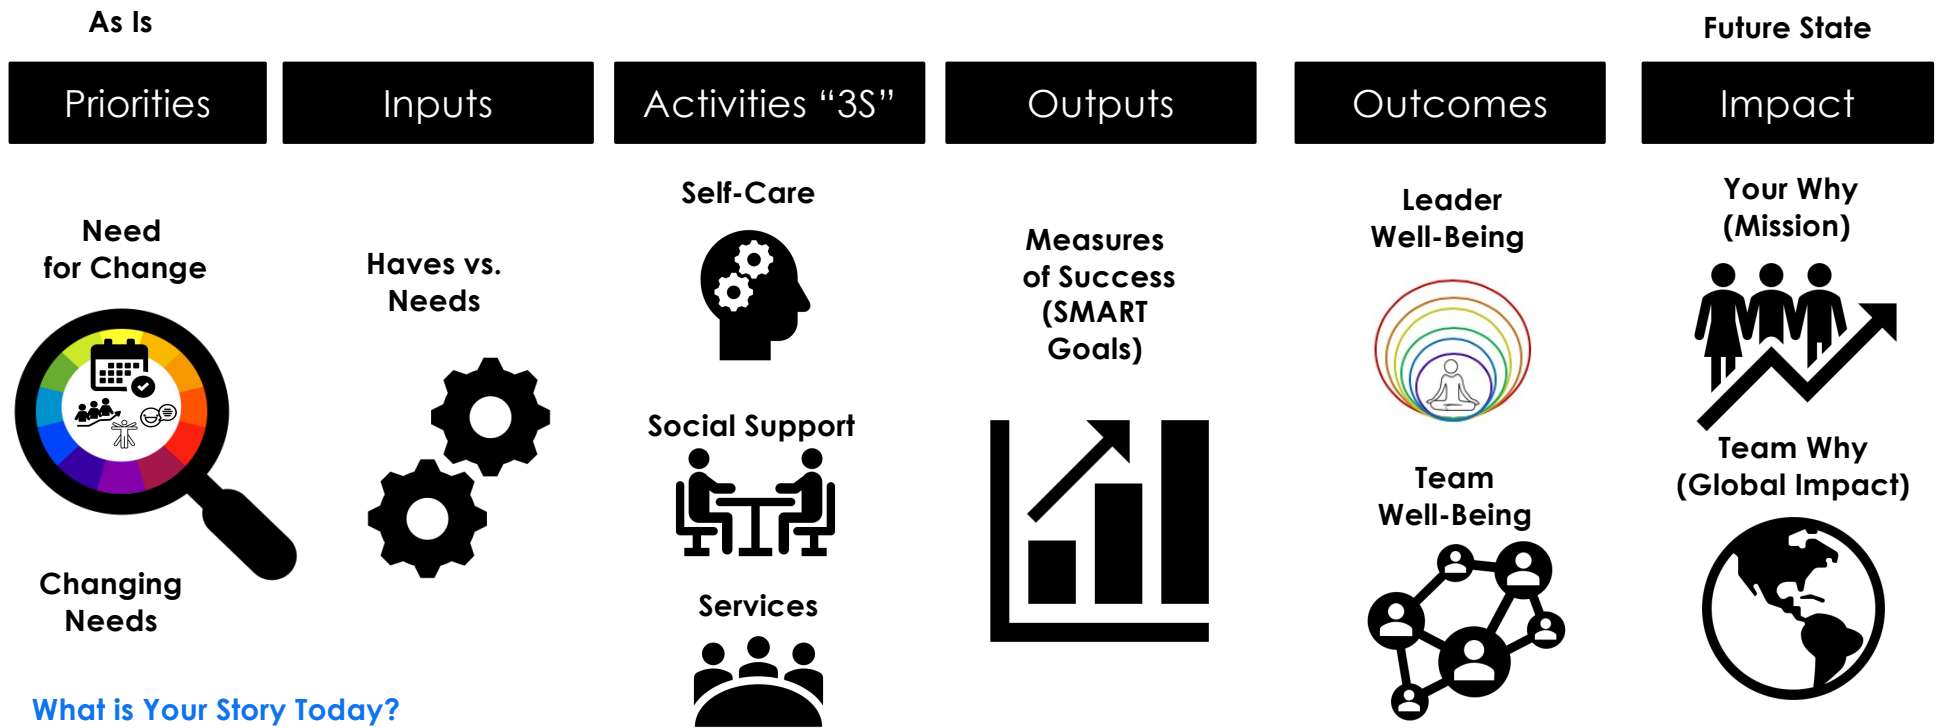 As Is
Future State
Priorities
Inputs
Activities “3S”
Outputs
Outcomes
Impact
Need
for Change
Changing
Needs
Haves vs.
Needs
Self-Care
Social Support
Services
Measures
of Success
(SMART
Goals)
Leader
Well-Being
Team
Well-Being
Your Why
(Mission)
Team Why
(Global Impact)
What is Your Story Today?